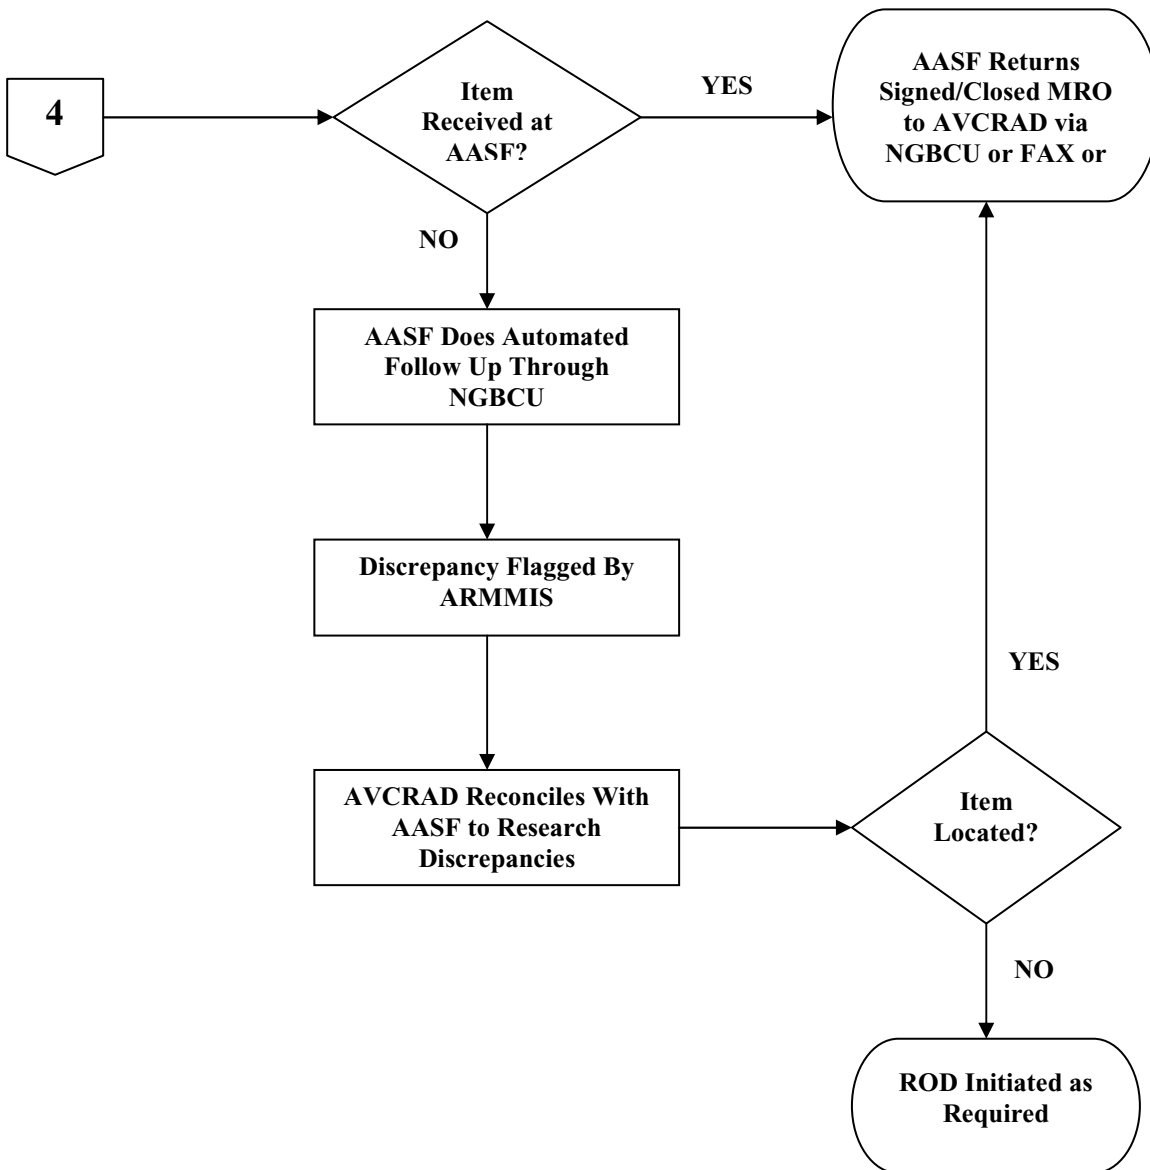 4
Item
Received at
AASF?
YES
AASF Returns
Signed/Closed MRO
to AVCRAD via
NGBCU or FAX or
NO
AASF Does Automated
Follow Up Through
NGBCU
Discrepancy Flagged By
ARMMIS
AVCRAD Reconciles With
AASF to Research
Discrepancies
YES
Item
Located?
NO
ROD Initiated as
Required